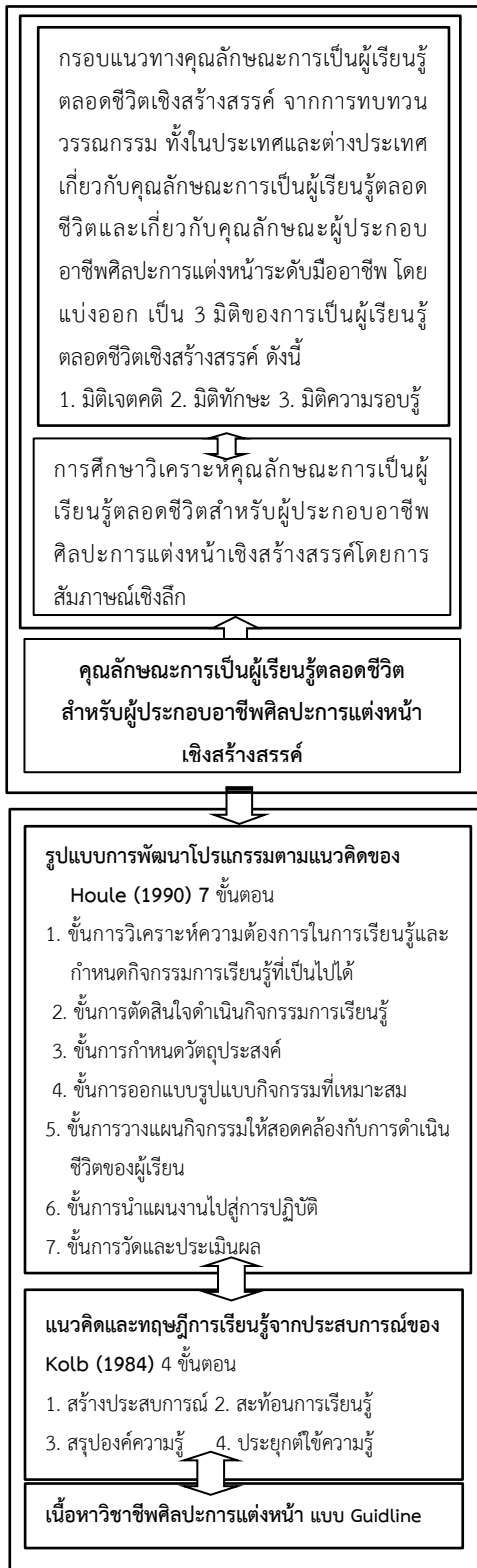 กรอบแนวทางคุณลักษณะการเป็นผู้เรียนรู้
ตลอดชีวิตเชิงสร้างสรรค์ จากการทบทวน
วรรณกรรม ทั้งในประเทศและต่างประเทศ
เกี่ยวกับคุณลักษณะการเป็นผู้เรียนรู้ตลอด
ชีวิตและเกี่ยวกับคุณลักษณะผู้ประกอบ
อาชีพศิลปะการแต่งหน้าระดับมืออาชีพ โดย
แบ่งออก เป็น 3 มิติของการเป็นผู้เรียนรู้
ตลอดชีวิตเชิงสร้างสรรค์ ดังนี้
1. มิติเจตคติ 2. มิติทักษะ 3. มิติความรอบรู้
การศึกษาวิเคราะห์คุณลักษณะการเป็นผู้
เรียนรู้ตลอดชีวิตสำหรับผู้ประกอบอาชีพ
ศิลปะการแต่งหน้าเชิงสร้างสรรค์โดยการ
สัมภาษณ์เชิงลึก
คุณลักษณะการเป็นผู้เรียนรู้ตลอดชีวิต
สำหรับผู้ประกอบอาชีพศิลปะการแต่งหน้า
เชิงสร้างสรรค์
รูปแบบการพัฒนาโปรแกรมตามแนวคิดของ
Houle (1990) 7 ขั้นตอน
1. ขั้นการวิเคราะห์ความต้องการในการเรียนรู้และ
กำหนดกิจกรรมการเรียนรู้ที่เป็นไปได้
2. ขั้นการตัดสินใจดำเนินกิจกรรมการเรียนรู้
3. ขั้นการกำหนดวัตถุประสงค์
4. ขั้นการออกแบบรูปแบบกิจกรรมที่เหมาะสม
5. ขั้นการวางแผนกิจกรรมให้สอดคล้องกับการดำเนิน
ชีวิตของผู้เรียน
6. ขั้นการนำแผนงานไปสู่การปฏิบัติ
7. ขั้นการวัดและประเมินผล
แนวคิดและทฤษฎีการเรียนรู้จากประสบการณ์ของ
Kolb (1984) 4 ขั้นตอน
1. สร้างประสบการณ์ 2. สะท้อนการเรียนรู้
3. สรุปองค์ความรู้ 4. ประยุกต์ใช้ความรู้
เนื้อหาวิชาชีพศิลปะการแต่งหน้า แบบ Guidline